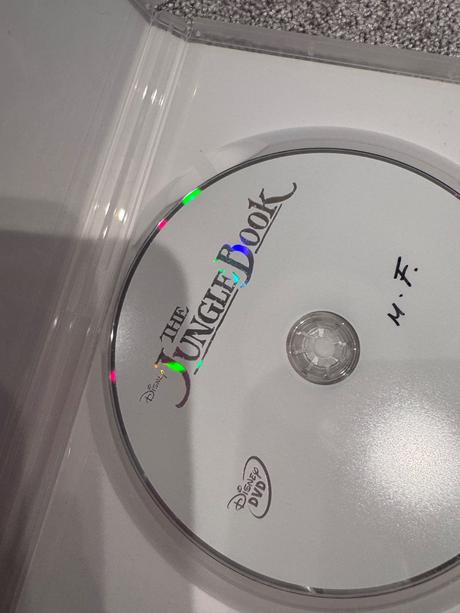 Disney
THE
JUNGLE BOOK
M.F.
DISNEY
DVD